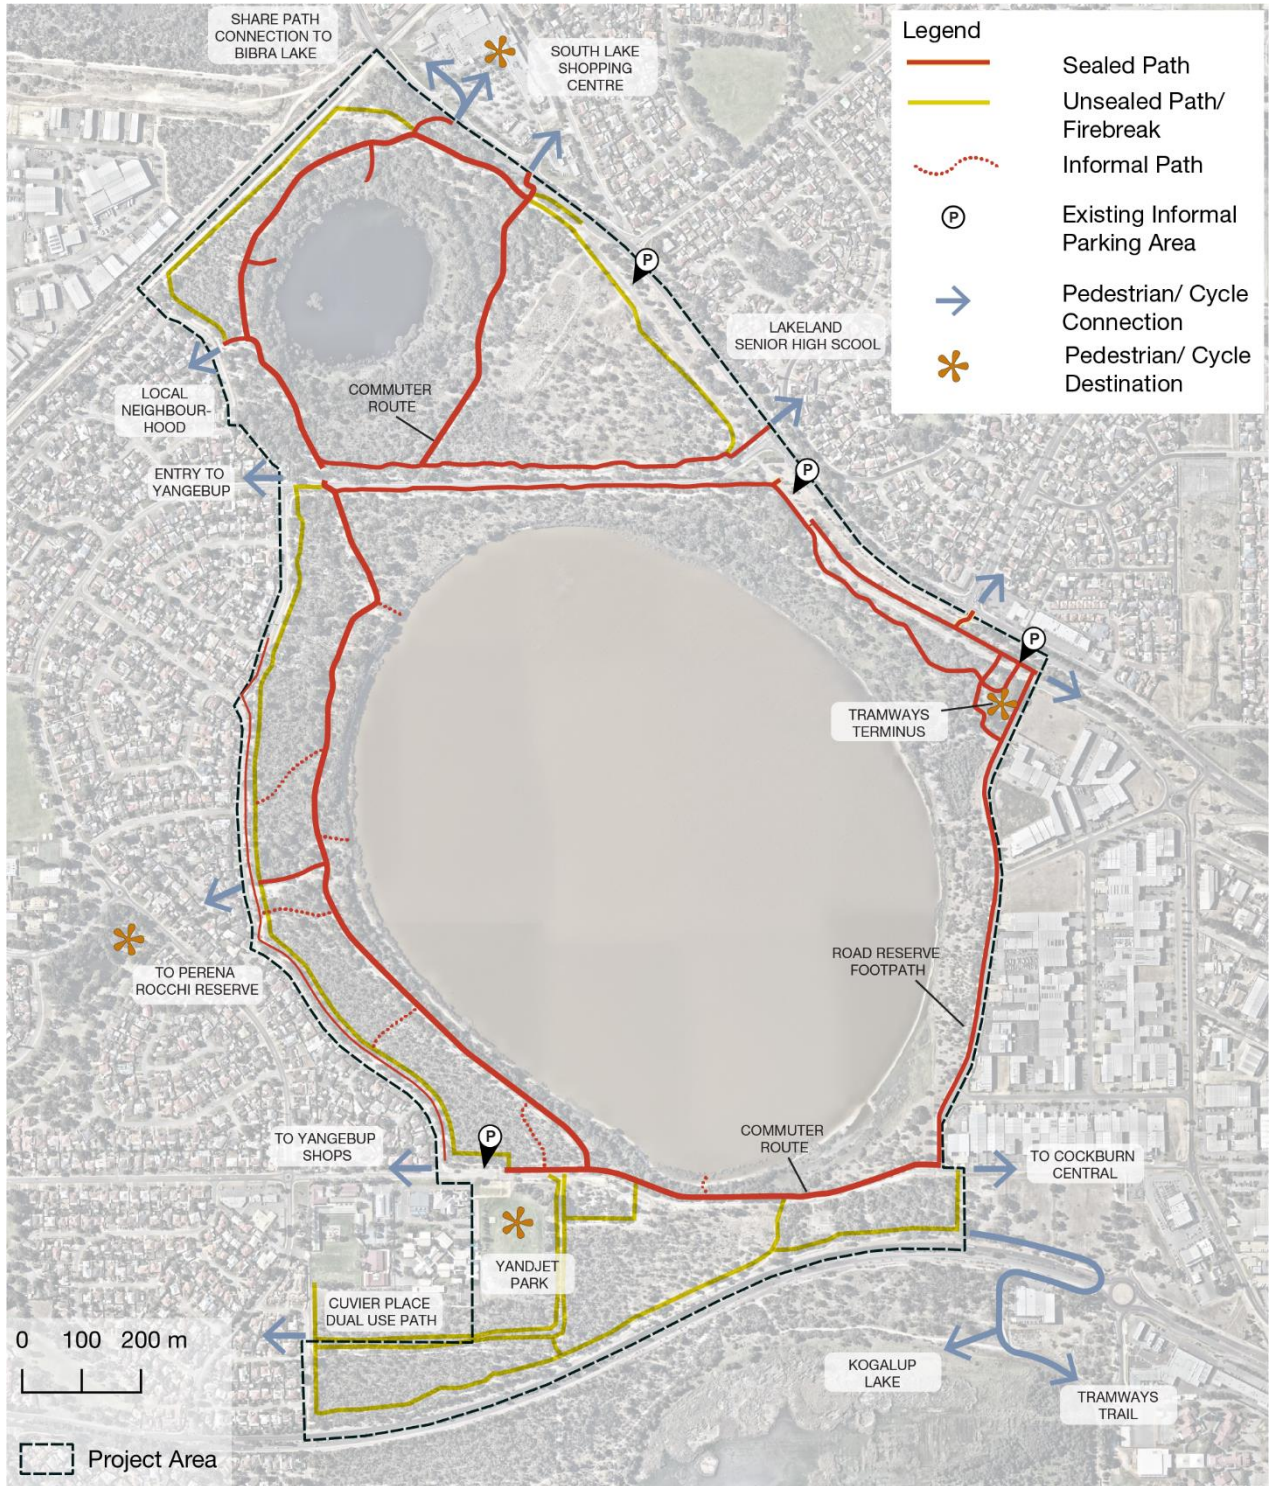 SHARE PATH
CONNECTION TO
BIBRA LAKE
SOUTH LAKE
SHOPPING
CENTRE
Legend
Sealed Path
Unsealed Path/
Firebreak
Informal Path
P
Existing Informal
Parking Area
Pedestrian/ Cycle
Connection
Pedestrian/ Cycle
Destination
P
LAKELAND
SENIOR HIGH SCOOL
LOCAL
NEIGHBOUR-
HOOD
COMMUTER
ROUTE
ENTRY TO
YANGEBUP
P
P
TRAMWAYS
TERMINUS
TO PERENA
ROCCHI RESERVE
ROAD RESERVE
FOOTPATH
TO YANGEBUP
SHOPS
P
COMMUTER
ROUTE
TO COCKBURN
CENTRAL
YANDJET
PARK
CUVIER PLACE
DUAL USE PATH
0 100 200 m
KOGALUP
LAKE
TRAMWAYS
TRAIL
Project Area